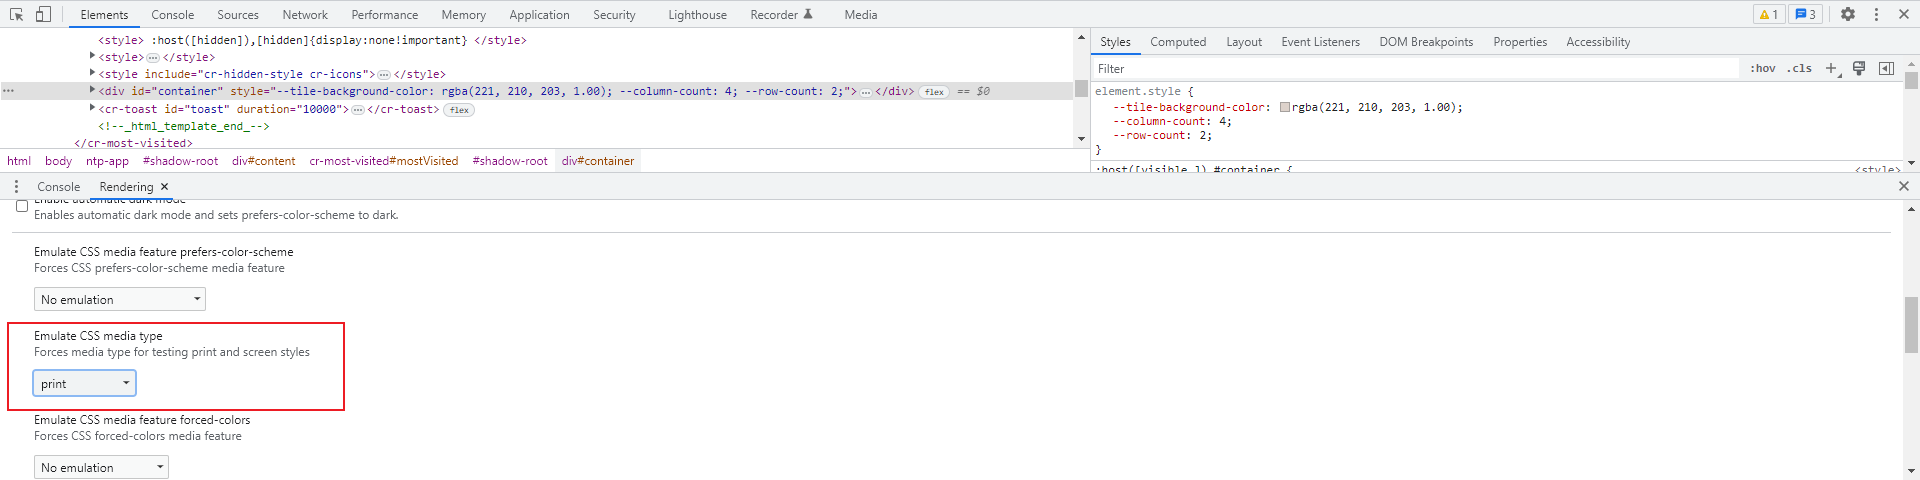 Elements Console Sources Network Performance Memory Application Security Lighthouse Recorder Media 1 3
<style> :host([hidden]),[hidden]{display:none!important} </style>
<style>…</style>
<style include="cr-hidden-style cr-icons">…</style>
… <div id="container" style="--tile-background-color: rgba(221, 210, 203, 1.00); --column-count: 4; --row-count: 2;">…</div> flex == $0
<cr-toast id="toast" duration="10000">…</cr-toast> flex
<!--_html_template_end_-->
</cr-most-visited>
html body ntp-app #shadow-root div#content cr-most-visited#mostVisited #shadow-root div#container
Styles Computed Layout Event Listeners DOM Breakpoints Properties Accessibility
Filter :hov .cls
element.style {
--tile-background-color: rgba(221, 210, 203, 1.00);
--column-count: 4;
--row-count: 2;
}
:host([visible_]) #container { <style>
Console Rendering
Enable automatic dark mode
Enables automatic dark mode and sets prefers-color-scheme to dark.
Emulate CSS media feature prefers-color-scheme
Forces CSS prefers-color-scheme media feature
No emulation
Emulate CSS media type
Forces media type for testing print and screen styles
print
Emulate CSS media feature forced-colors
Forces CSS forced-colors media feature
No emulation